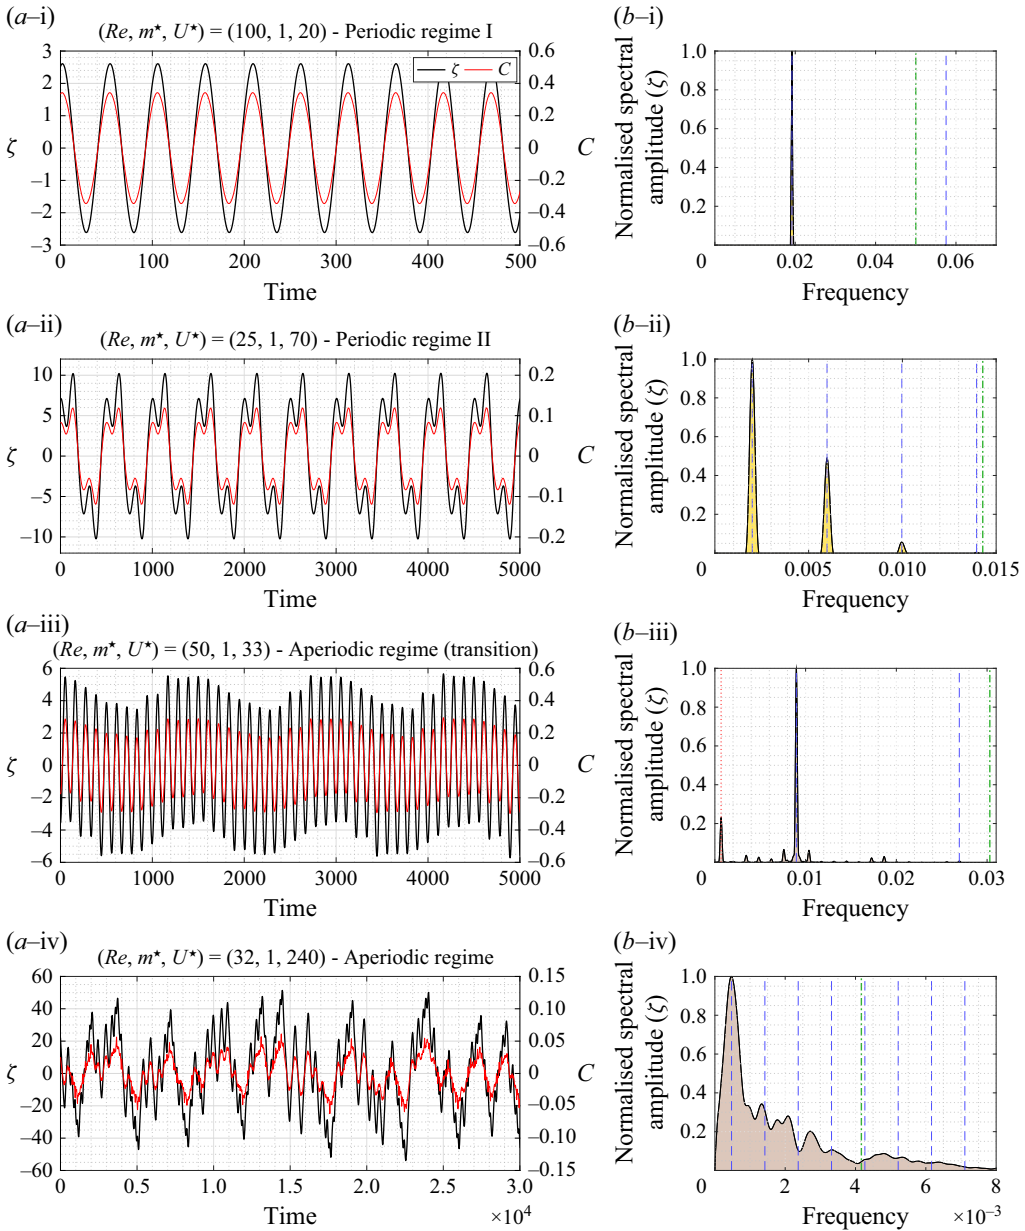 (a–i)
(Re, m★, U★) = (100, 1, 20) - Periodic regime I
3
2
1
0
–1
–2
–3
ζ
0.6
0.4
0.2
0
–0.2
–0.4
–0.6
C
ζ C
0 100 200 300 400 500
Time
(b–i)
Normalised spectral
amplitude (ζ)
1.0
0.8
0.6
0.4
0.2
0 0.02 0.04 0.06
Frequency
(a–ii)
(Re, m★, U★) = (25, 1, 70) - Periodic regime II
10
5
0
–5
–10
ζ
0.2
0.1
0
–0.1
–0.2
C
0 1000 2000 3000 4000 5000
Time
(b–ii)
Normalised spectral
amplitude (ζ)
1.0
0.8
0.6
0.4
0.2
0 0.005 0.010 0.015
Frequency
(a–iii)
(Re, m★, U★) = (50, 1, 33) - Aperiodic regime (transition)
6
4
2
0
–2
–4
–6
ζ
0.6
0.4
0.2
0
–0.2
–0.4
0.6
C
0 1000 2000 3000 4000 5000
Time
(b–iii)
Normalised spectral
amplitude (ζ)
1.0
0.8
0.6
0.4
0.2
0 0.01 0.02 0.03
Frequency
(a–iv)
(Re, m★, U★) = (32, 1, 240) - Aperiodic regime
60
40
20
0
–20
–40
60
ζ
0.15
0.10
0.05
0
–0.05
–0.10
–0.15
C
0 0.5 1.0 1.5 2.0 2.5 3.0
Time ×10⁴
(b–iv)
Normalised spectral
amplitude (ζ)
1.0
0.8
0.6
0.4
0.2
0 2 4 6 8
Frequency ×10⁻³